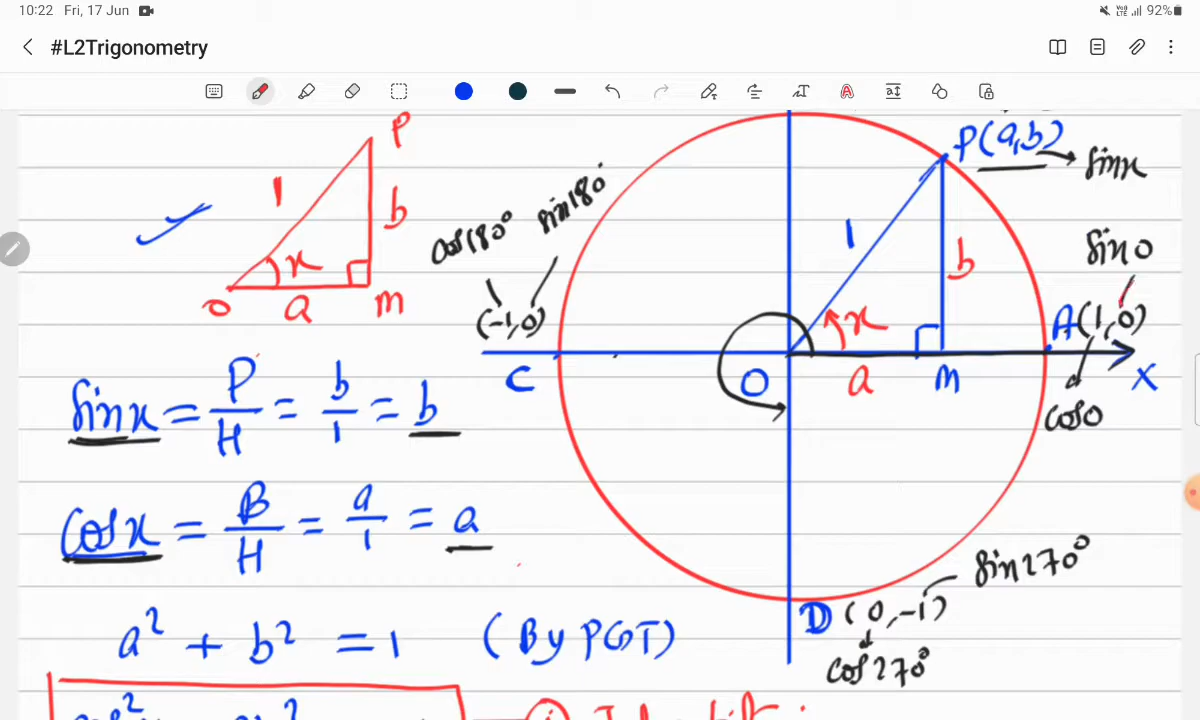 10:22 Fri, 17 Jun
92%
#L2Trigonometry
P
1
b
x
O
a
M
cos180° sin180°
(-1,0)
P(a,b) → sinx
sin0
1
b
x
A(1,0)
C
O
a
M
X
cos0
sinx = P/H = b/1 = b
cosx = B/H = a/1 = a
sin270°
D (0,-1)
cos270°
a² + b² = 1 (By PGT)